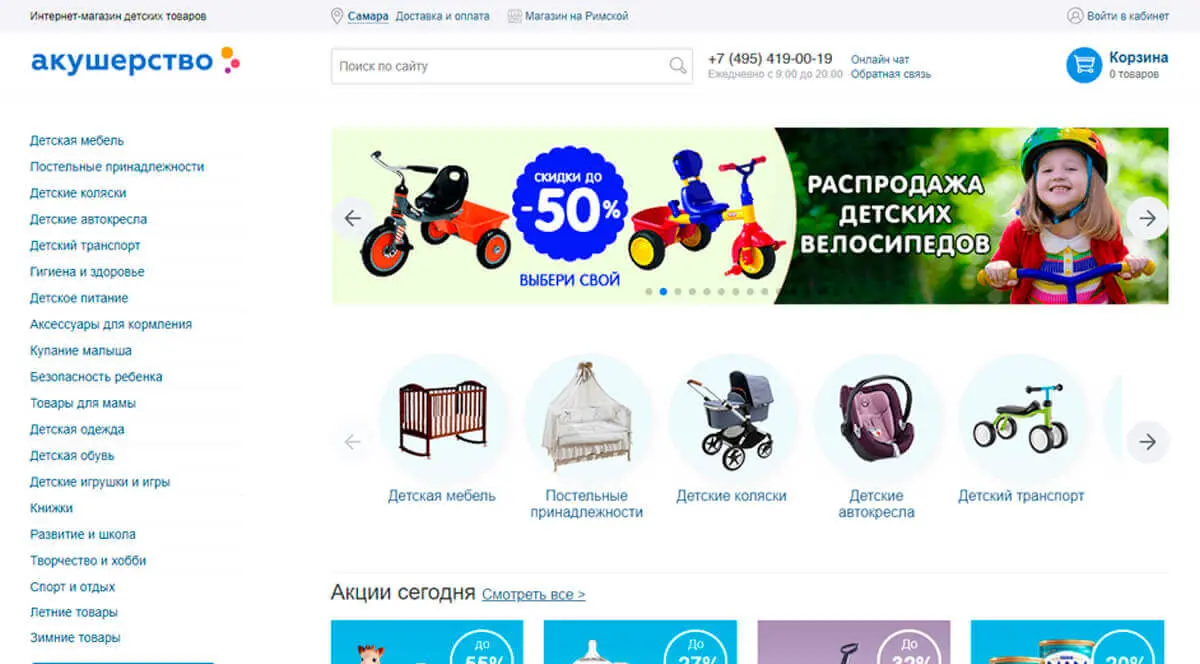 Интернет-магазин детских товаров
Самара Доставка и оплата
Магазин на Римской
Войти в кабинет
акушерство
Поиск по сайту
+7 (495) 419-00-19
Ежедневно с 9:00 до 20:00
Онлайн чат
Обратная связь
Корзина
0 товаров
Детская мебель
Постельные принадлежности
Детские коляски
Детские автокресла
Детский транспорт
Гигиена и здоровье
Детское питание
Аксессуары для кормления
Купание малыша
Безопасность ребенка
Товары для мамы
Детская одежда
Детская обувь
Детские игрушки и игры
Книжки
Развитие и школа
Творчество и хобби
Спорт и отдых
Летние товары
Зимние товары
СКИДКИ ДО
-50%
ВЫБЕРИ СВОЙ
РАСПРОДАЖА
ДЕТСКИХ
ВЕЛОСИПЕДОВ
Детская мебель
Постельные
принадлежности
Детские коляски
Детские
автокресла
Детский транспорт
Акции сегодня Смотреть все >
до
55%
До
27%
До
32%
20%